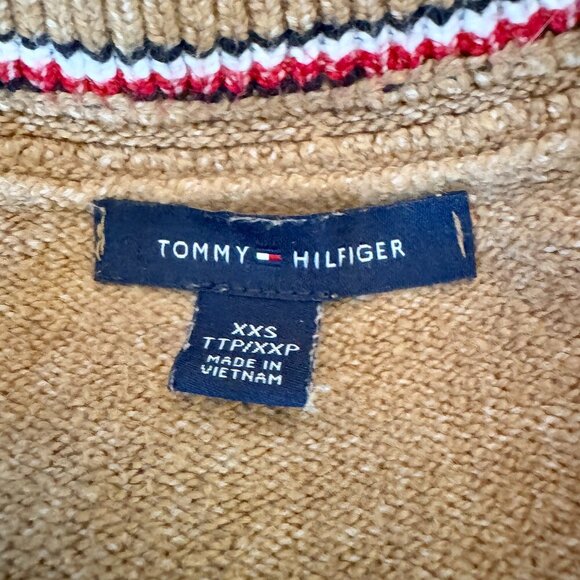 TOMMY HILFIGER
XXS
TTP/XXP
MADE IN
VIETNAM